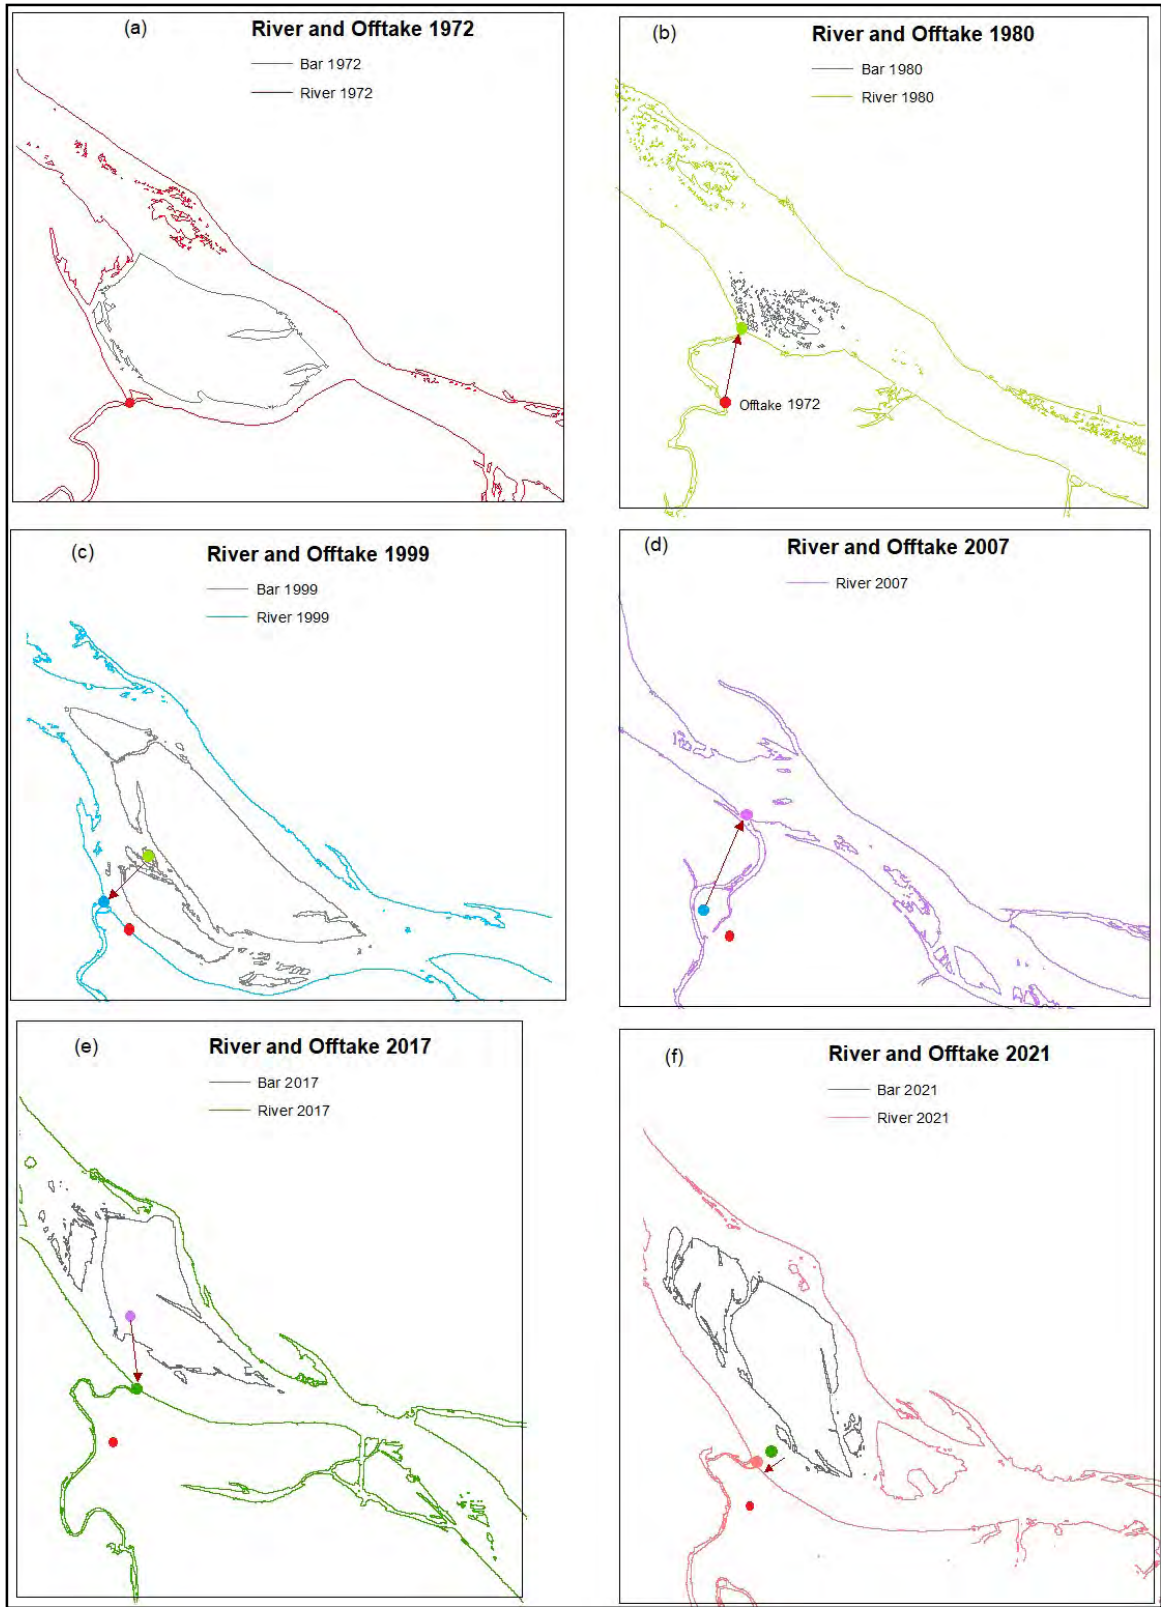 (a)
River and Offtake 1972
Bar 1972
River 1972
(b)
River and Offtake 1980
Bar 1980
River 1980
Offtake 1972
(c)
River and Offtake 1999
Bar 1999
River 1999
(d)
River and Offtake 2007
River 2007
(e)
River and Offtake 2017
Bar 2017
River 2017
(f)
River and Offtake 2021
Bar 2021
River 2021